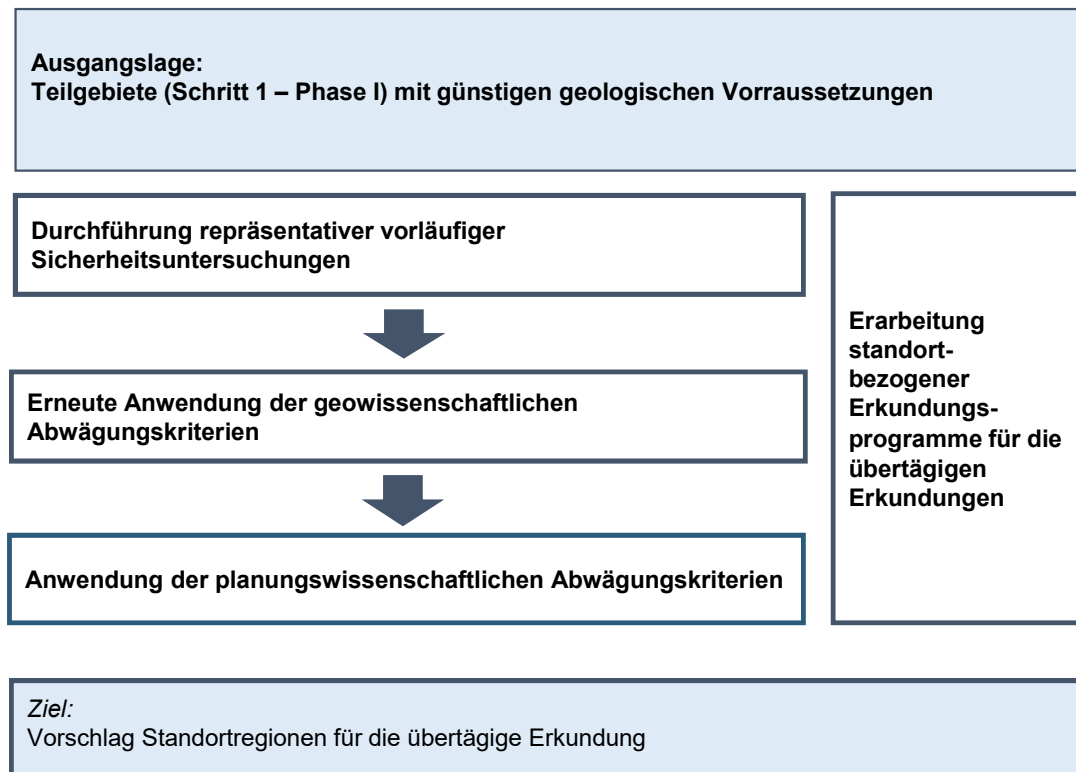 Ausgangslage:
Teilgebiete (Schritt 1 – Phase I) mit günstigen geologischen Vorraussetzungen
Durchführung repräsentativer vorläufiger
Sicherheitsuntersuchungen
Erneute Anwendung der geowissenschaftlichen
Abwägungskriterien
Anwendung der planungswissenschaftlichen Abwägungskriterien
Erarbeitung
standort-
bezogener
Erkundungs-
programme für die
übertägigen
Erkundungen
Ziel:
Vorschlag Standortregionen für die übertägige Erkundung